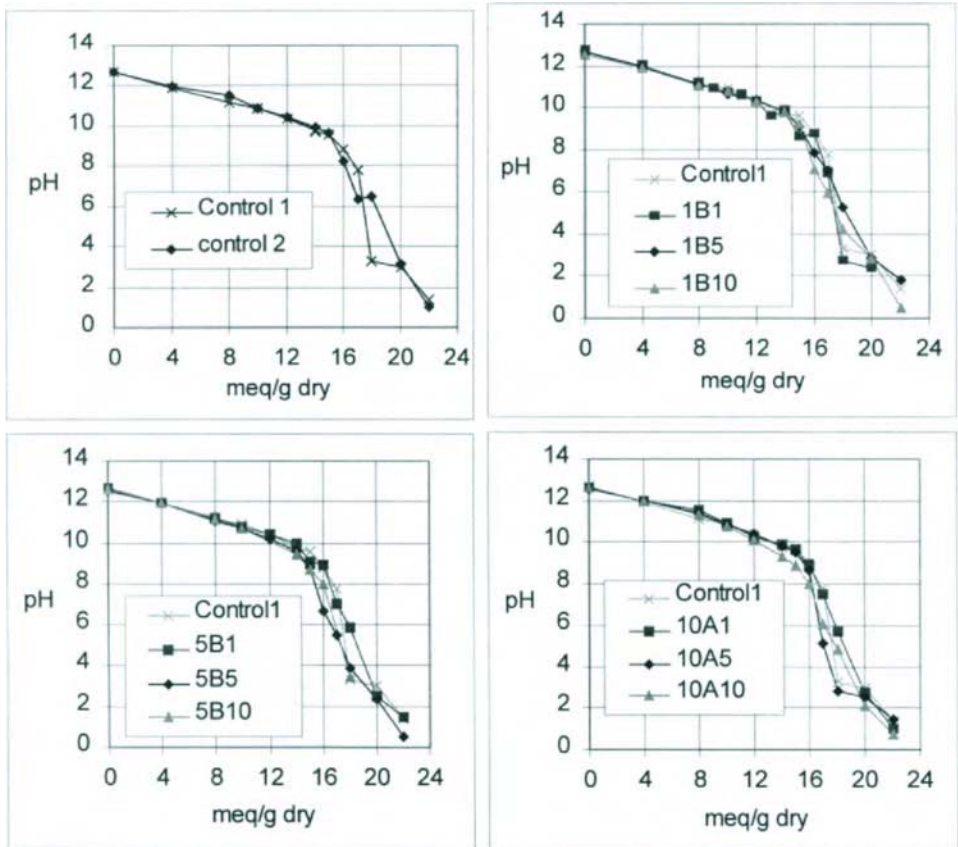 14
12
10
8
6
4
2
0
pH
Control 1
control 2
0 4 8 12 16 20 24
meq/g dry
14
12
10
8
6
4
2
0
pH
Control1
1B1
1B5
1B10
0 4 8 12 16 20 24
meq/g dry
14
12
10
8
6
4
2
0
pH
Control1
5B1
5B5
5B10
0 4 8 12 16 20 24
meq/g dry
14
12
10
8
6
4
2
0
pH
Control1
10A1
10A5
10A10
0 4 8 12 16 20 24
meq/g dry